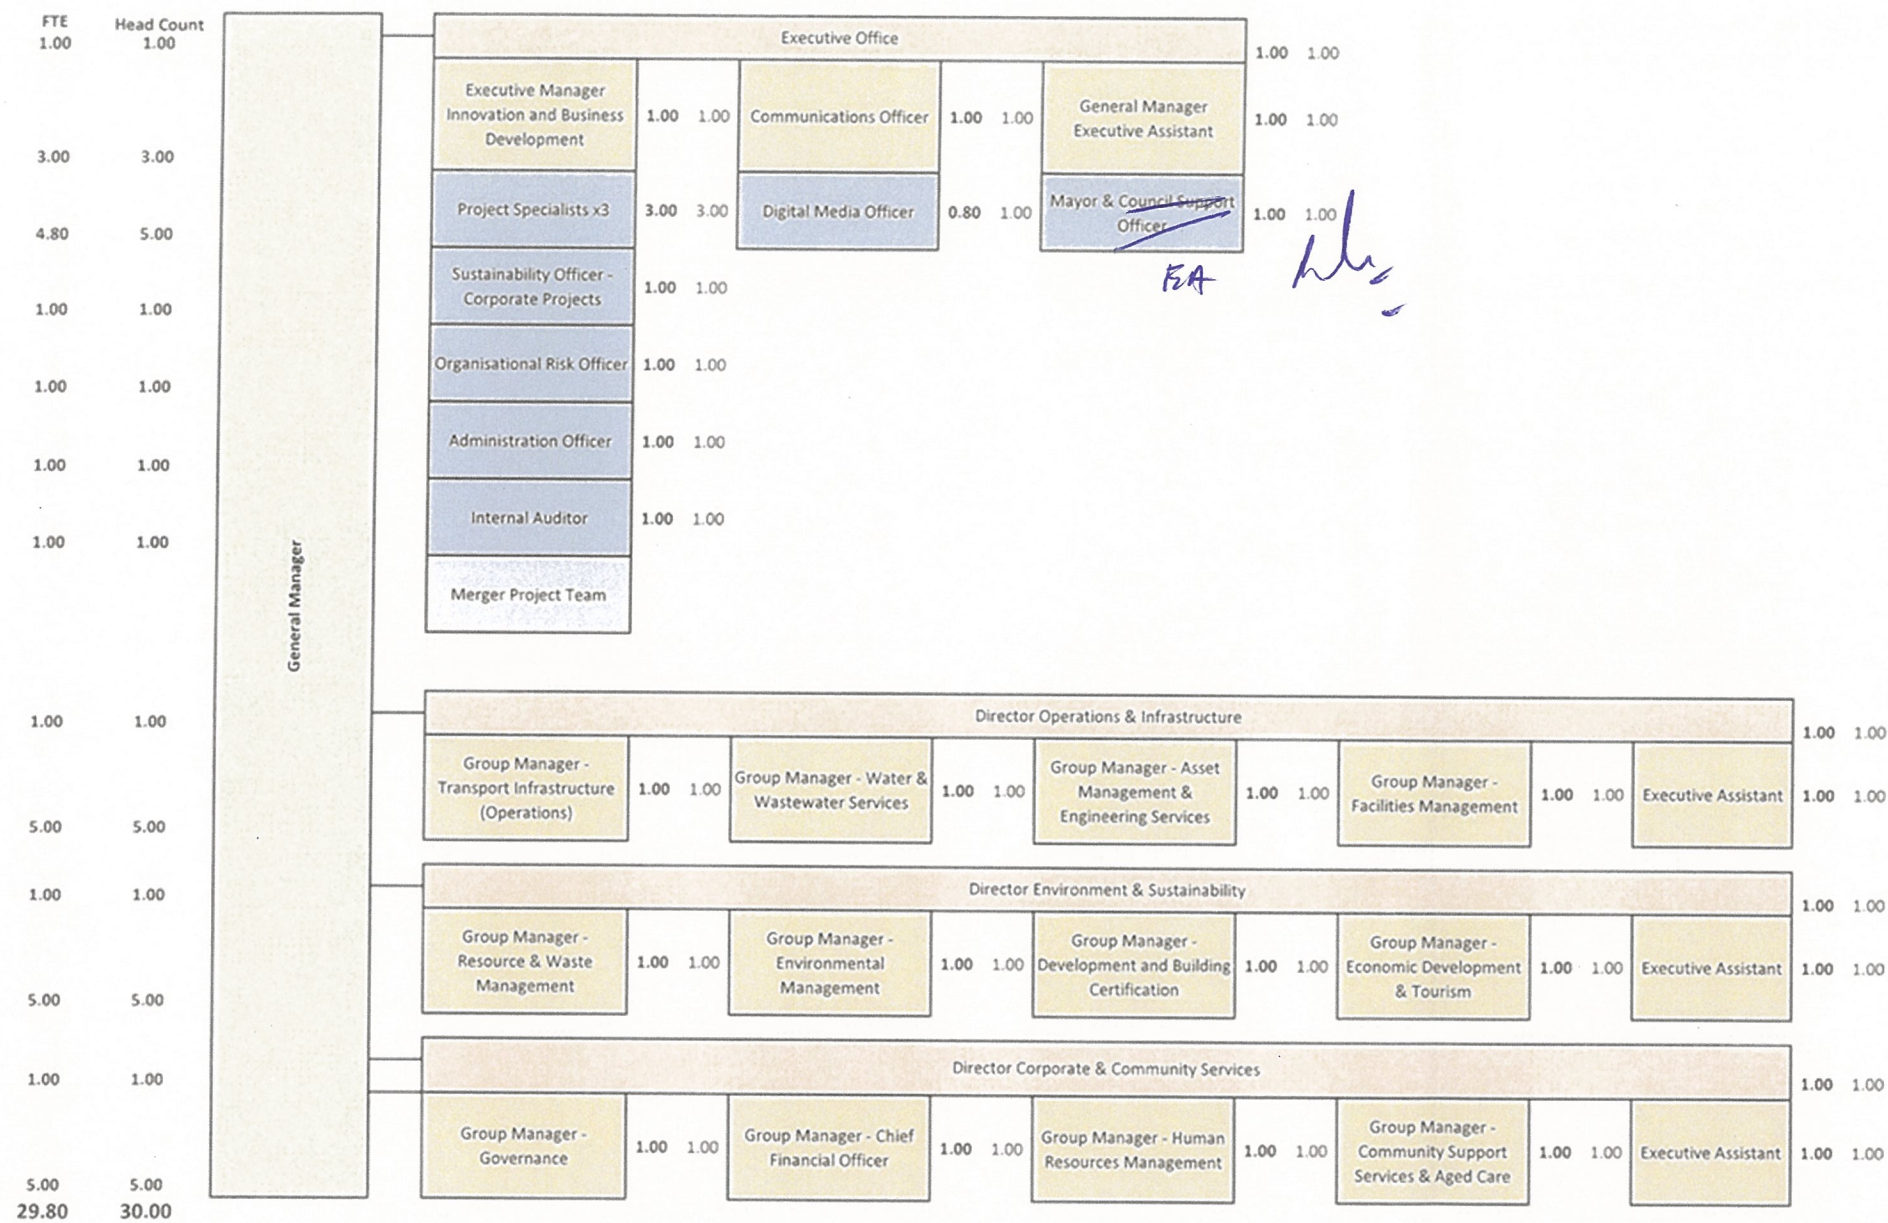 FTE Head Count
1.00 1.00
Executive Office
1.00 1.00
Executive Manager
Innovation and Business
Development
1.00 1.00
Communications Officer
1.00 1.00
General Manager
Executive Assistant
1.00 1.00
3.00 3.00
Project Specialists x3
3.00 3.00
Digital Media Officer
0.80 1.00
Mayor & Council Support
Officer
1.00 1.00
EA
4.80 5.00
Sustainability Officer -
Corporate Projects
1.00 1.00
1.00 1.00
Organisational Risk Officer
1.00 1.00
1.00 1.00
Administration Officer
1.00 1.00
1.00 1.00
Internal Auditor
1.00 1.00
1.00 1.00
Merger Project Team
General Manager
1.00 1.00
Director Operations & Infrastructure
1.00 1.00
Group Manager -
Transport Infrastructure
(Operations)
1.00 1.00
Group Manager - Water &
Wastewater Services
1.00 1.00
Group Manager - Asset
Management &
Engineering Services
1.00 1.00
Group Manager -
Facilities Management
1.00 1.00
Executive Assistant
1.00 1.00
5.00 5.00
1.00 1.00
Director Environment & Sustainability
1.00 1.00
Group Manager -
Resource & Waste
Management
1.00 1.00
Group Manager -
Environmental
Management
1.00 1.00
Group Manager -
Development and Building
Certification
1.00 1.00
Group Manager -
Economic Development
& Tourism
1.00 1.00
Executive Assistant
1.00 1.00
5.00 5.00
1.00 1.00
Director Corporate & Community Services
1.00 1.00
Group Manager -
Governance
1.00 1.00
Group Manager - Chief
Financial Officer
1.00 1.00
Group Manager - Human
Resources Management
1.00 1.00
Group Manager -
Community Support
Services & Aged Care
1.00 1.00
Executive Assistant
1.00 1.00
5.00 5.00
29.80 30.00